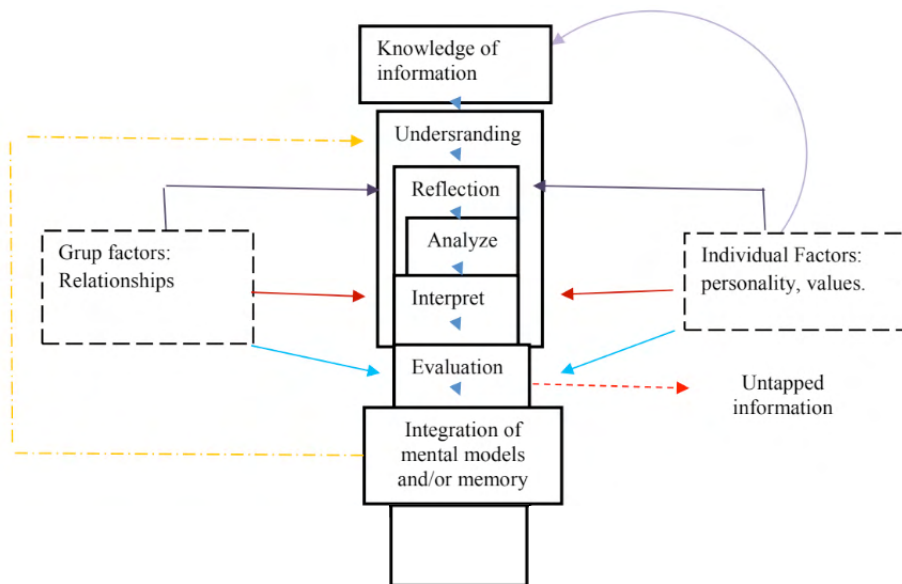 Knowledge of
information
Undersranding
Reflection
Analyze
Grup factors:
Relationships
Individual Factors:
personality, values.
Interpret
Evaluation
Untapped
information
Integration of
mental models
and/or memory